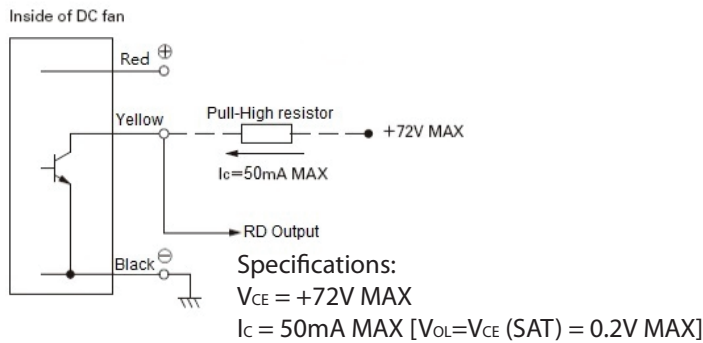 Inside of DC fan
Red ⊕
Yellow
Pull-High resistor
+72V MAX
Ic=50mA MAX
RD Output
Black ⊖
Specifications:
VCE = +72V MAX
IC = 50mA MAX [VOL=VCE (SAT) = 0.2V MAX]